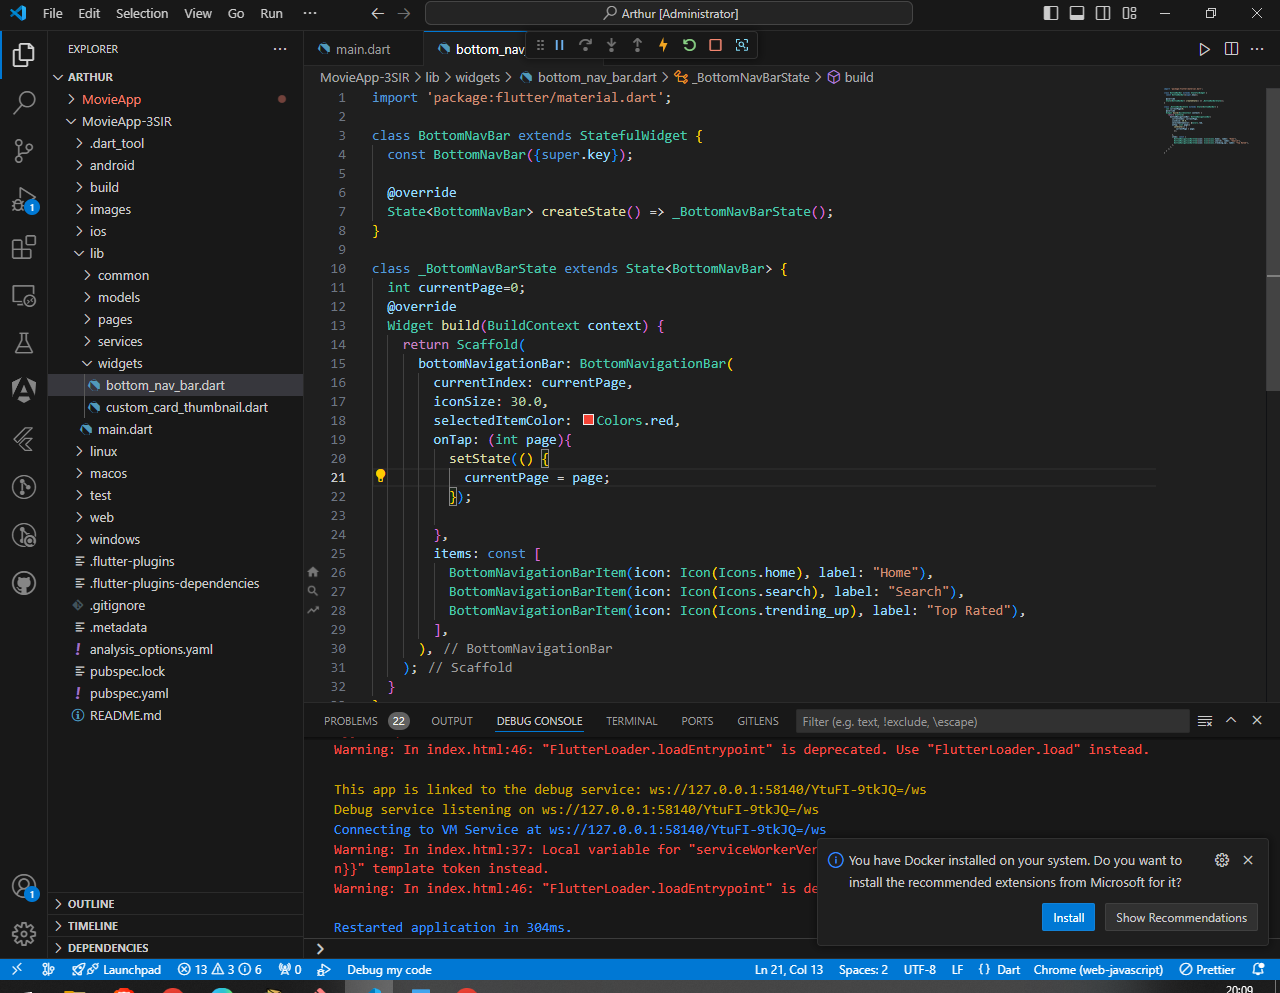 File Edit Selection View Go Run ··· Arthur [Administrator]
EXPLORER ···
ARTHUR
MovieApp
MovieApp-3SIR
.dart_tool
android
build
images
ios
lib
common
models
pages
services
widgets
bottom_nav_bar.dart
custom_card_thumbnail.dart
main.dart
linux
macos
test
web
windows
.flutter-plugins
.flutter-plugins-dependencies
.gitignore
.metadata
analysis_options.yaml
pubspec.lock
pubspec.yaml
README.md
OUTLINE
TIMELINE
DEPENDENCIES
1
1
main.dart bottom_nav_
MovieApp-3SIR > lib > widgets > bottom_nav_bar.dart > _BottomNavBarState > build
1 import 'package:flutter/material.dart';
2
3 class BottomNavBar extends StatefulWidget {
4 const BottomNavBar({super.key});
5
6 @override
7 State<BottomNavBar> createState() => _BottomNavBarState();
8 }
9
10 class _BottomNavBarState extends State<BottomNavBar> {
11 int currentPage=0;
12 @override
13 Widget build(BuildContext context) {
14 return Scaffold(
15 bottomNavigationBar: BottomNavigationBar(
16 currentIndex: currentPage,
17 iconSize: 30.0,
18 selectedItemColor: Colors.red,
19 onTap: (int page){
20 setState(() {
21 currentPage = page;
22 });
23
24 },
25 items: const [
26 BottomNavigationBarItem(icon: Icon(Icons.home), label: "Home"),
27 BottomNavigationBarItem(icon: Icon(Icons.search), label: "Search"),
28 BottomNavigationBarItem(icon: Icon(Icons.trending_up), label: "Top Rated"),
29 ],
30 ), // BottomNavigationBar
31 ); // Scaffold
32 }
PROBLEMS 22 OUTPUT DEBUG CONSOLE TERMINAL PORTS GITLENS Filter (e.g. text, !exclude, \escape)
Warning: In index.html:46: "FlutterLoader.loadEntrypoint" is deprecated. Use "FlutterLoader.load" instead.
This app is linked to the debug service: ws://127.0.0.1:58140/YtuFI-9tkJQ=/ws
Debug service listening on ws://127.0.0.1:58140/YtuFI-9tkJQ=/ws
Connecting to VM Service at ws://127.0.0.1:58140/YtuFI-9tkJQ=/ws
Warning: In index.html:37: Local variable for "serviceWorkerVer
n}}" template token instead.
Warning: In index.html:46: "FlutterLoader.loadEntrypoint" is de
Restarted application in 304ms.
You have Docker installed on your system. Do you want to
install the recommended extensions from Microsoft for it?
Install Show Recommendations
Launchpad 13 3 6 0 Debug my code Ln 21, Col 13 Spaces: 2 UTF-8 LF {} Dart Chrome (web-javascript) Prettier
20:09